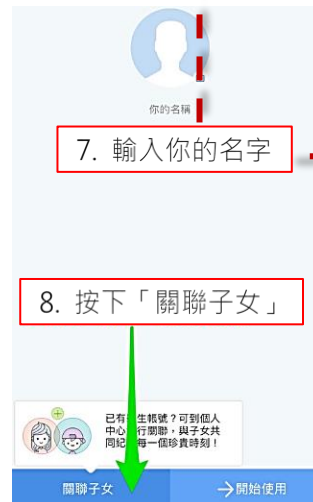 你的名稱
7. 輸入你的名字
8. 按下「關聯子女」
已有 生帳號？可到個人
中心 行關聯，與子女共
同紀 每一個珍貴時刻！
關聯子女
→開始使用